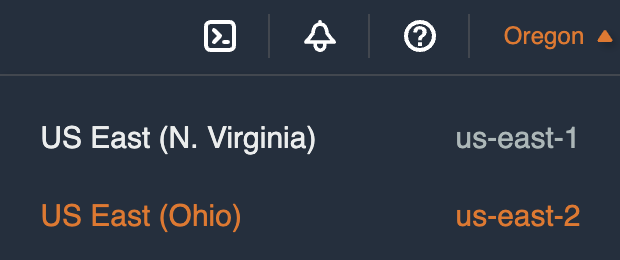 Oregon
US East (N. Virginia) us-east-1
US East (Ohio) us-east-2